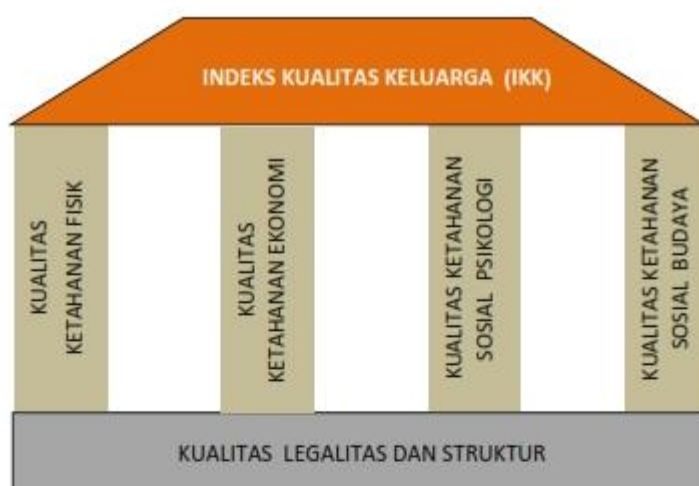 INDEKS KUALITAS KELUARGA (IKK)
KUALITAS
KETAHANAN FISIK
KUALITAS
KETAHANAN EKONOMI
KUALITAS KETAHANAN
SOSIAL PSIKOLOGI
KUALITAS KETAHANAN
SOSIAL BUDAYA
KUALITAS LEGALITAS DAN STRUKTUR